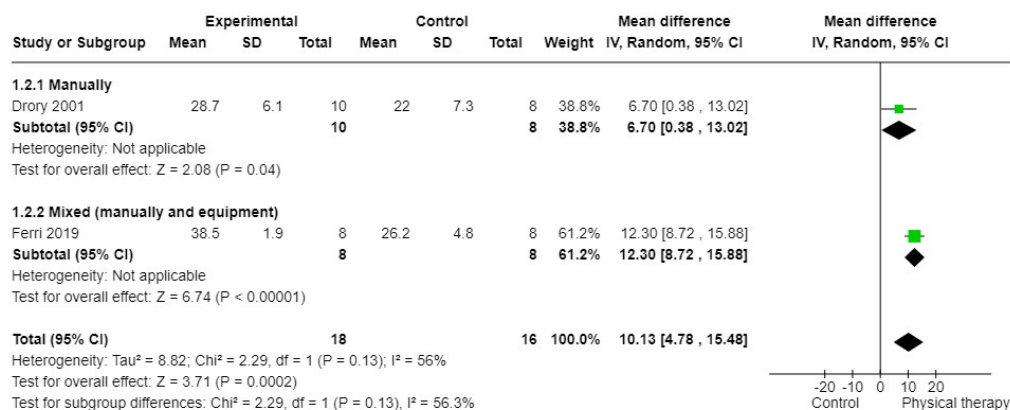 Experimental Control Mean difference Mean difference
Study or Subgroup Mean SD Total Mean SD Total Weight IV, Random, 95% CI IV, Random, 95% CI
1.2.1 Manually
Drory 2001 28.7 6.1 10 22 7.3 8 38.8% 6.70 [0.38 , 13.02]
Subtotal (95% CI) 10 8 38.8% 6.70 [0.38 , 13.02]
Heterogeneity: Not applicable
Test for overall effect: Z = 2.08 (P = 0.04)
1.2.2 Mixed (manually and equipment)
Ferri 2019 38.5 1.9 8 26.2 4.8 8 61.2% 12.30 [8.72 , 15.88]
Subtotal (95% CI) 8 8 61.2% 12.30 [8.72 , 15.88]
Heterogeneity: Not applicable
Test for overall effect: Z = 6.74 (P < 0.00001)
Total (95% CI) 18 16 100.0% 10.13 [4.78 , 15.48]
Heterogeneity: Tau² = 8.82; Chi² = 2.29, df = 1 (P = 0.13); I² = 56%
Test for overall effect: Z = 3.71 (P = 0.0002) -20 -10 0 10 20
Test for subgroup differences: Chi² = 2.29, df = 1 (P = 0.13), I² = 56.3% Control Physical therapy